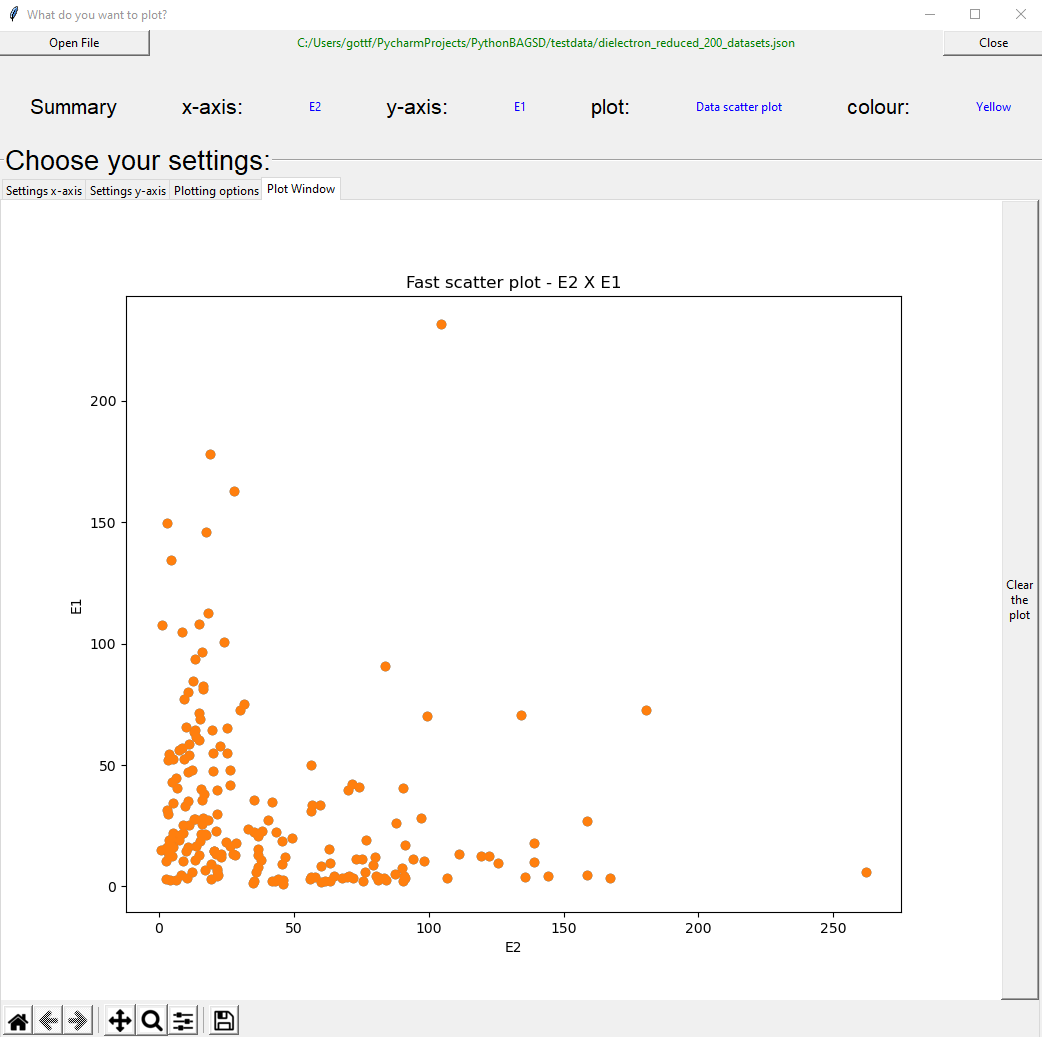 What do you want to plot?
Open File
C:/Users/gottf/PycharmProjects/PythonBAGSD/testdata/dielectron_reduced_200_datasets.json
Close
Summary x-axis: E2 y-axis: E1 plot: Data scatter plot colour: Yellow
Choose your settings:
Settings x-axis Settings y-axis Plotting options Plot Window
Fast scatter plot - E2 X E1
200
150
100
50
0
E1
0 50 100 150 200 250
E2
Clear
the
plot